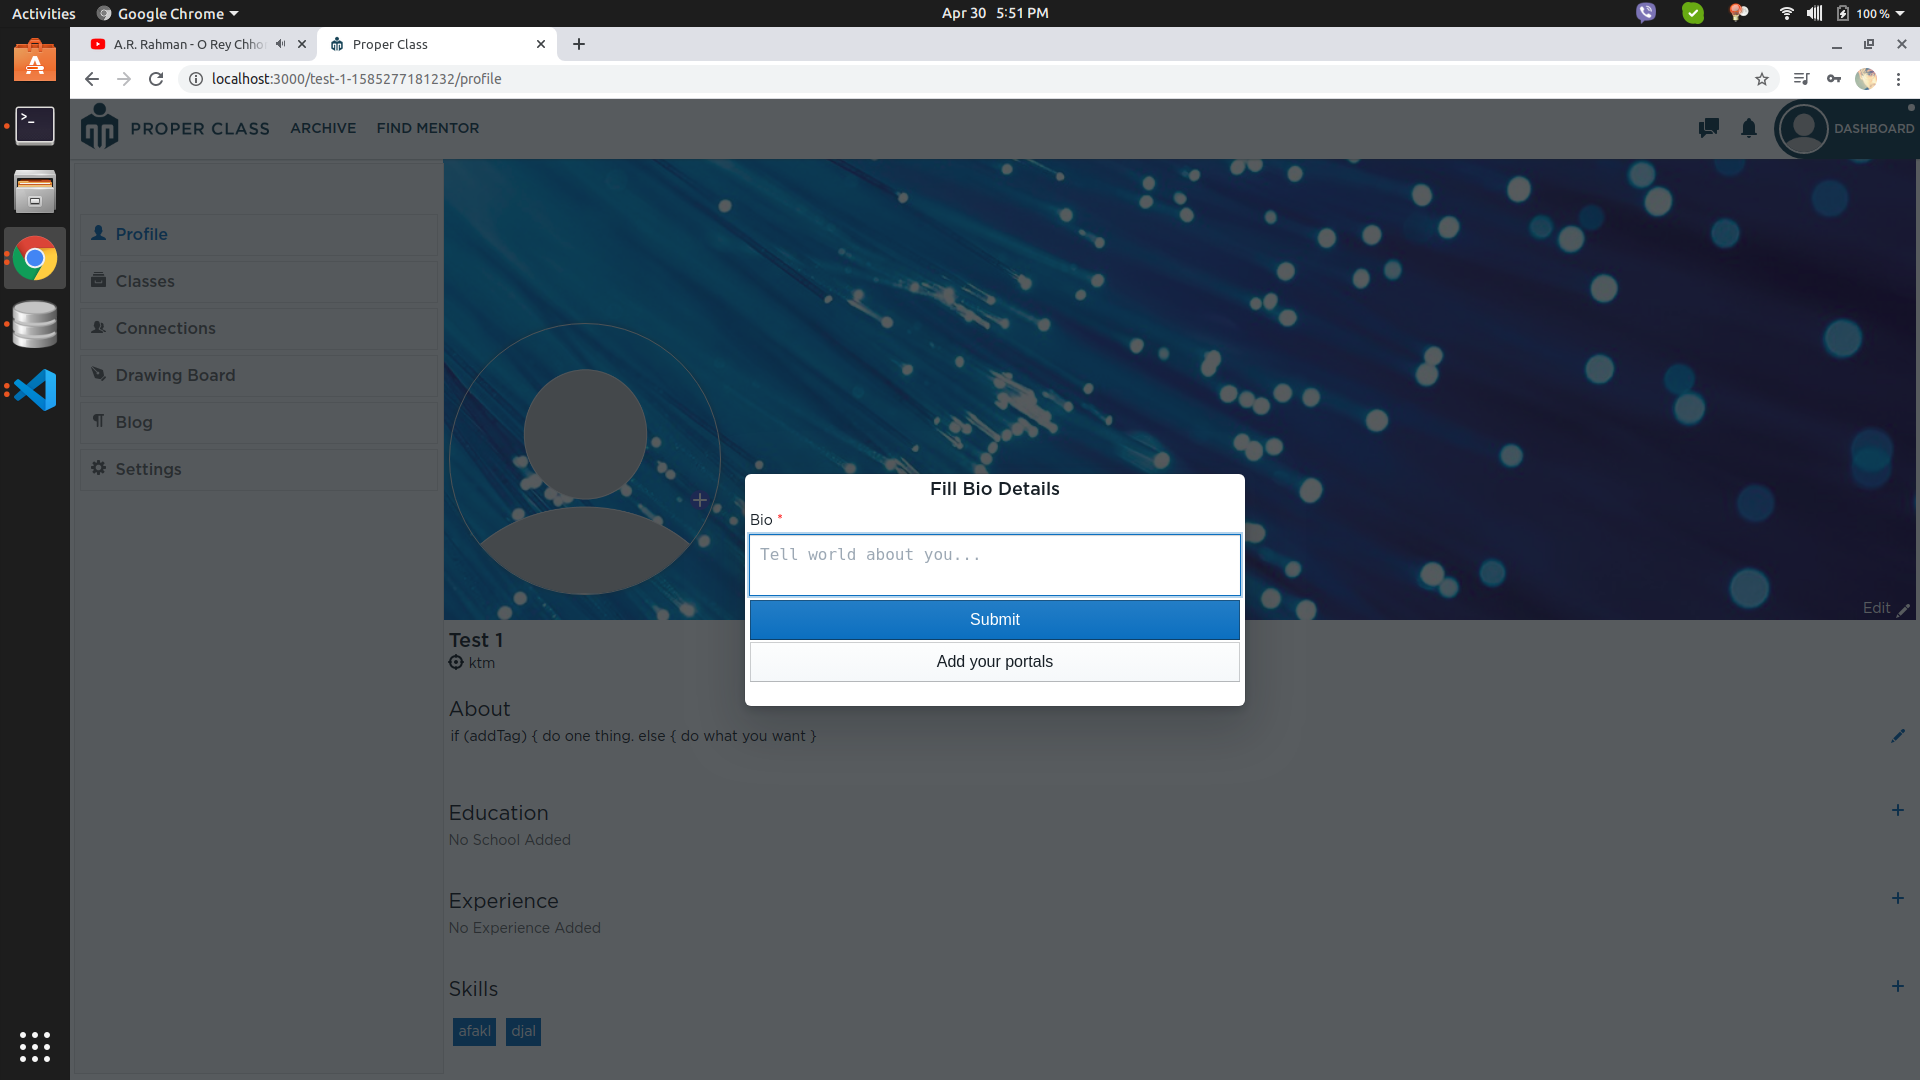 Activities Google Chrome Apr 30 5:51 PM 100 %
A.R. Rahman - O Rey Chho Proper Class
localhost:3000/test-1-1585277181232/profile
PROPER CLASS ARCHIVE FIND MENTOR DASHBOARD
Profile
Classes
Connections
Drawing Board
Blog
Settings
Fill Bio Details
Bio *
Tell world about you...
Submit
Add your portals
Edit
Test 1
ktm
About
if (addTag) { do one thing. else { do what you want }
Education
No School Added
Experience
No Experience Added
Skills
afakl djal